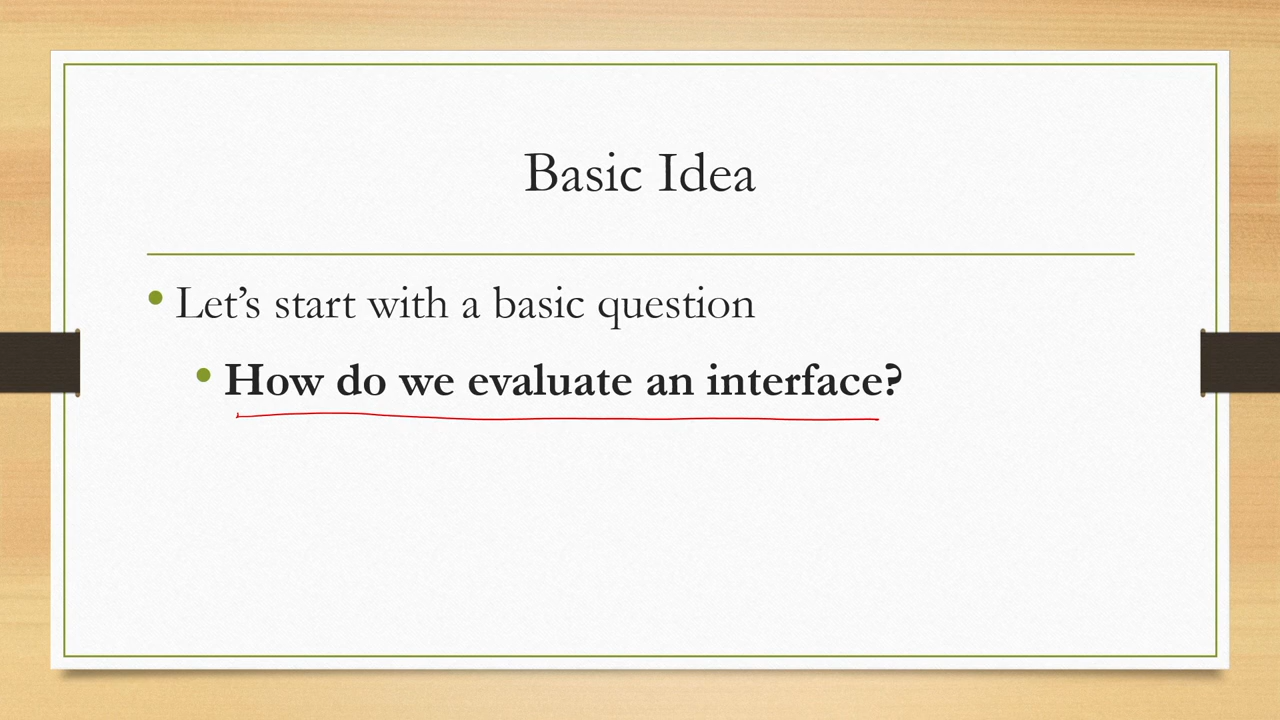 Basic Idea
Let’s start with a basic question
How do we evaluate an interface?